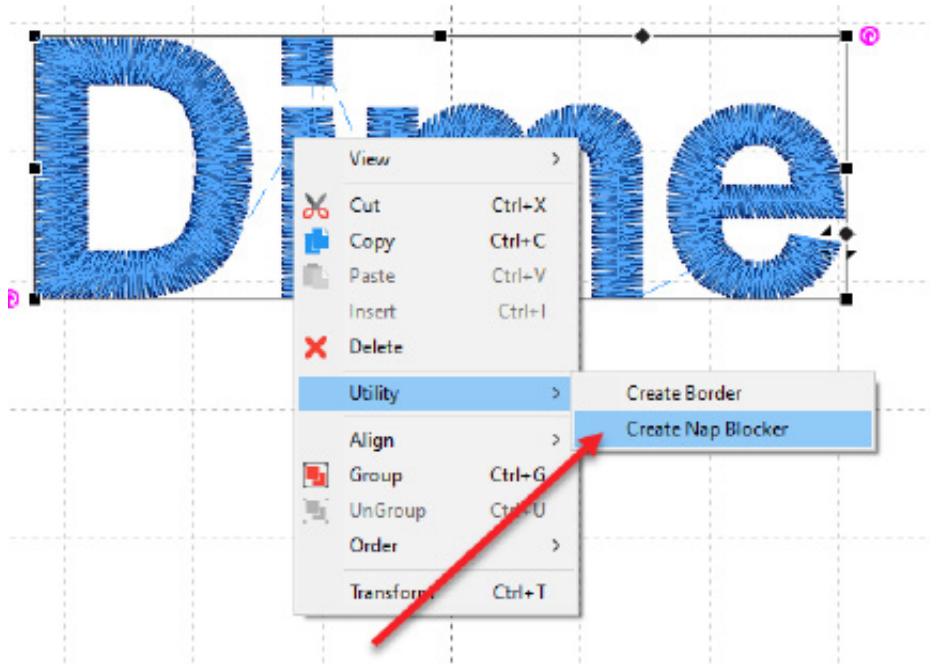 Dime
View
Cut Ctrl+X
Copy Ctrl+C
Paste Ctrl+V
Insert Ctrl+I
Delete
Utility
Create Border
Create Nap Blocker
Align
Group Ctrl+G
UnGroup Ctrl+U
Order
Transform Ctrl+T